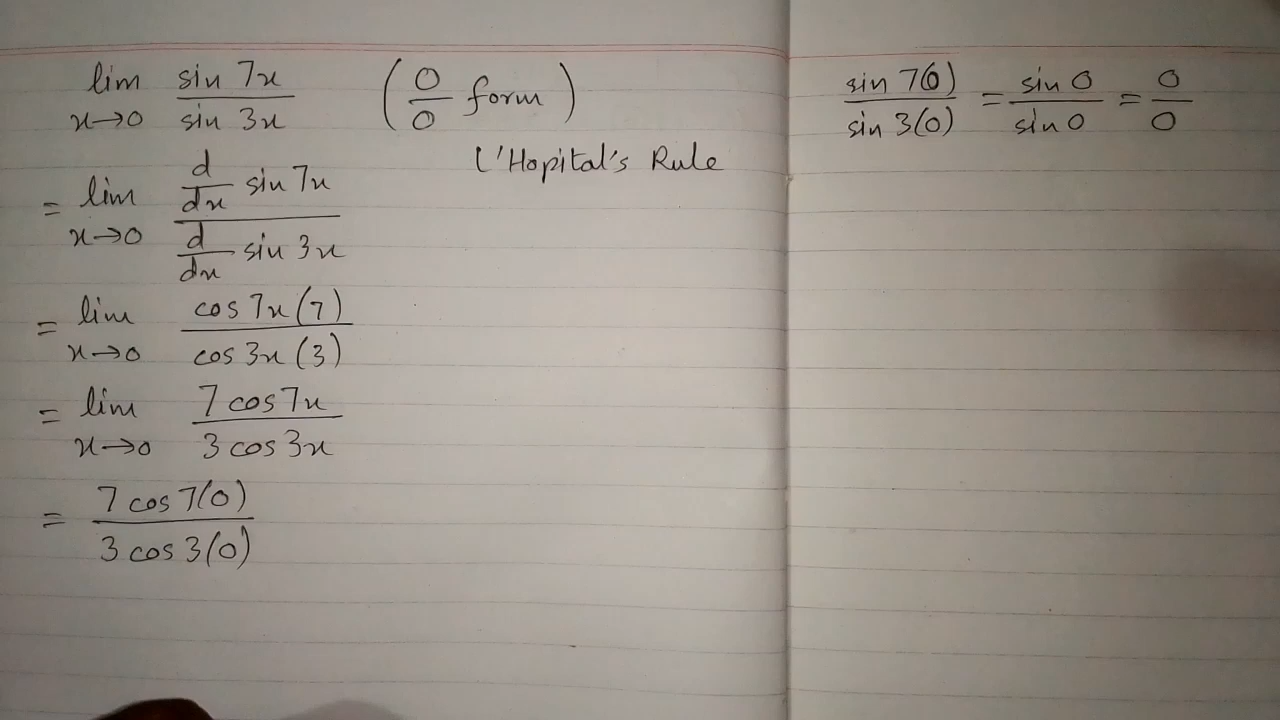 lim x→0 sin 7x / sin 3x (0/0 form)
L'Hopital's Rule
= lim x→0 d/dx sin 7x / d/dx sin 3x
= lim x→0 cos 7x (7) / cos 3x (3)
= lim x→0 7 cos 7x / 3 cos 3x
= 7 cos 7(0) / 3 cos 3(0)
sin 7(0) / sin 3(0) = sin 0 / sin 0 = 0/0